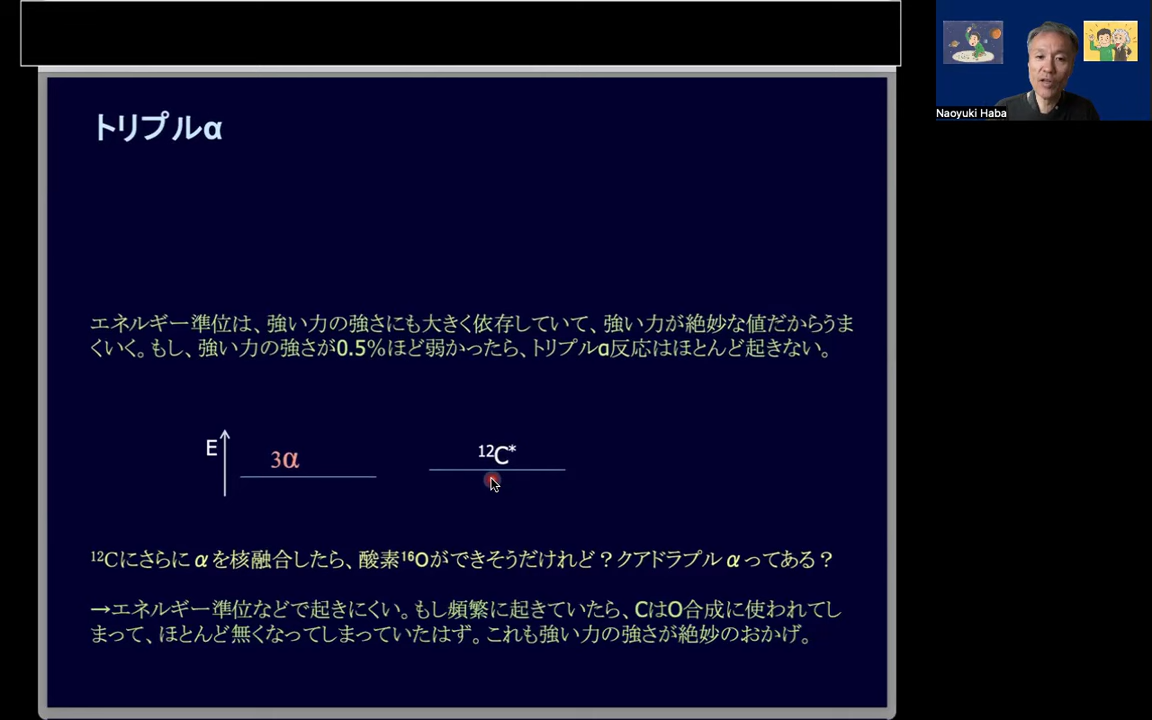 トリプルα
エネルギー準位は、強い力の強さにも大きく依存していて、強い力が絶妙な値だからうま
くいく。もし、強い力の強さが0.5%ほど弱かったら、トリプルα反応はほとんど起きない。
E
3α
¹²C*
¹²Cにさらにαを核融合したら、酸素¹⁶Oができそうだけれど？クアドラプルαってある？
→エネルギー準位などで起きにくい。もし頻繁に起きていたら、CはO合成に使われてし
まって、ほとんど無くなってしまっていたはず。これも強い力の強さが絶妙のおかげ。
Naoyuki Haba